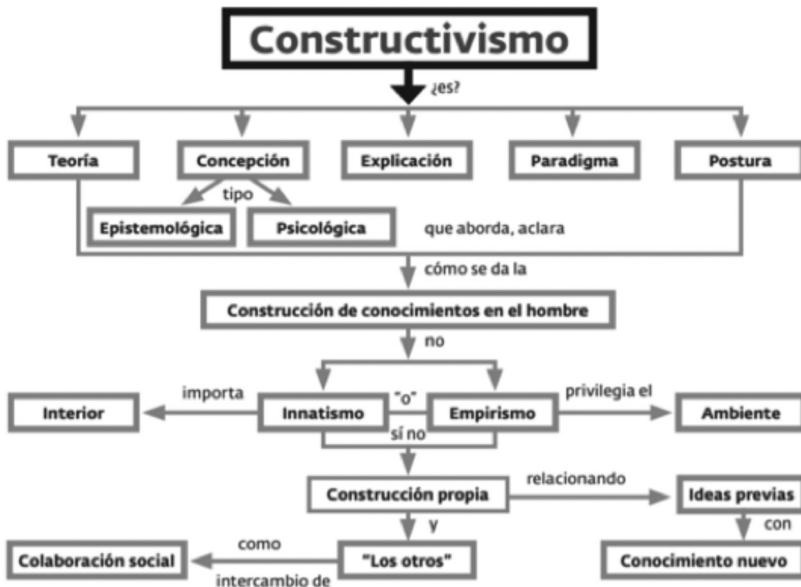 Constructivismo
¿es?
Teoría
Concepción
Explicación
Paradigma
Postura
tipo
Epistemológica
Psicológica
que aborda, aclara
cómo se da la
Construcción de conocimientos en el hombre
no
Interior
importa
Innatismo
"o"
Empirismo
privilegia el
Ambiente
sí no
Construcción propia
relacionando
Ideas previas
y
con
Colaboración social
como
intercambio de
"Los otros"
Conocimiento nuevo